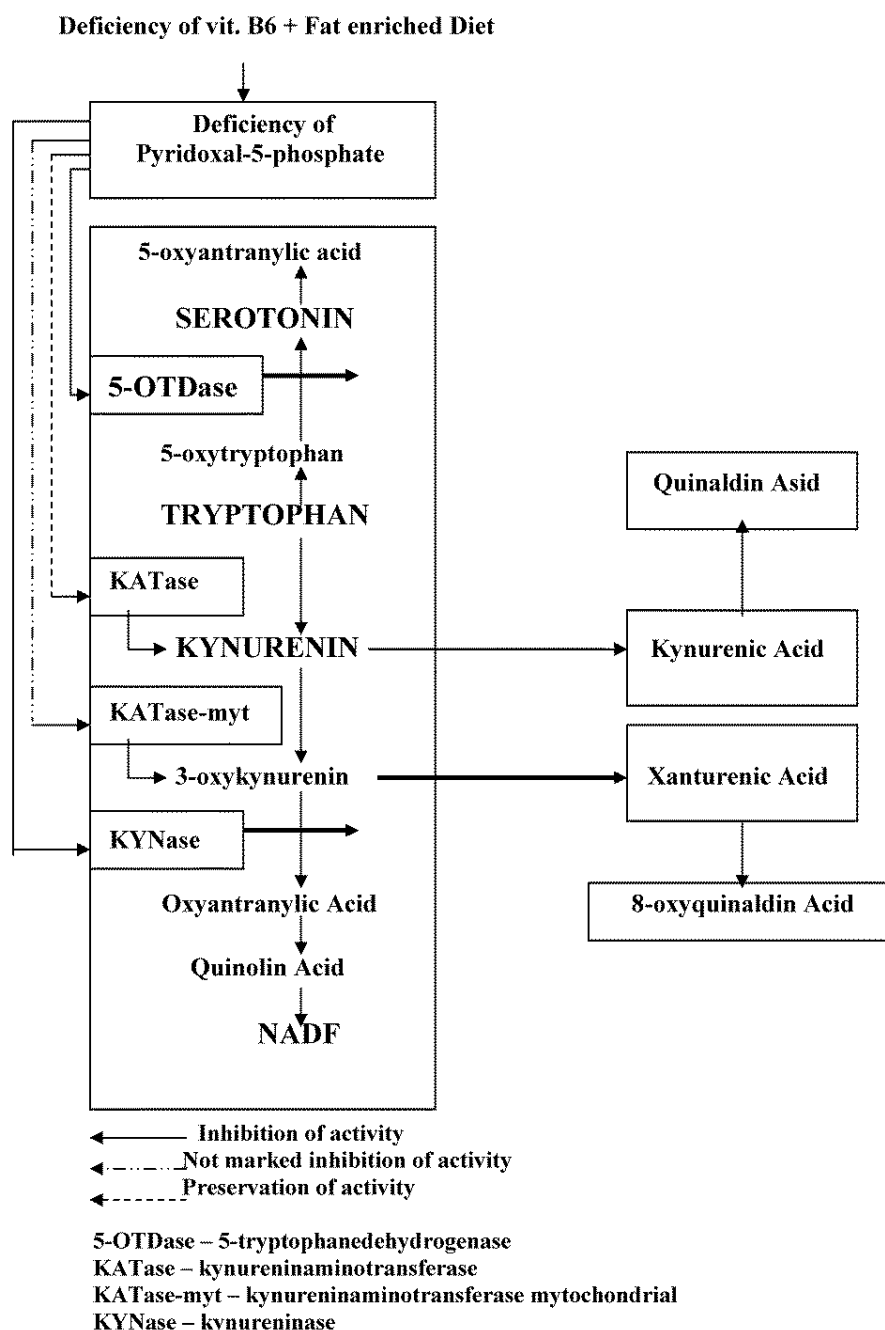 Deficiency of vit. B6 + Fat enriched Diet
Deficiency of
Pyridoxal-5-phosphate
5-oxyantranylic acid
SEROTONIN
5-OTDase
5-oxytryptophan
Quinaldin Asid
TRYPTOPHAN
KATase
KYNURENIN
Kynurenic Acid
KATase-myt
3-oxykynurenin
Xanturenic Acid
KYNase
Oxyantranylic Acid
8-oxyquinaldin Acid
Quinolin Acid
NADF
Inhibition of activity
Not marked inhibition of activity
Preservation of activity
5-OTDase – 5-tryptophanedehydrogenase
KATase – kynureninaminotransferase
KATase-myt – kynureninaminotransferase mytochondrial
KYNase – kynureninase